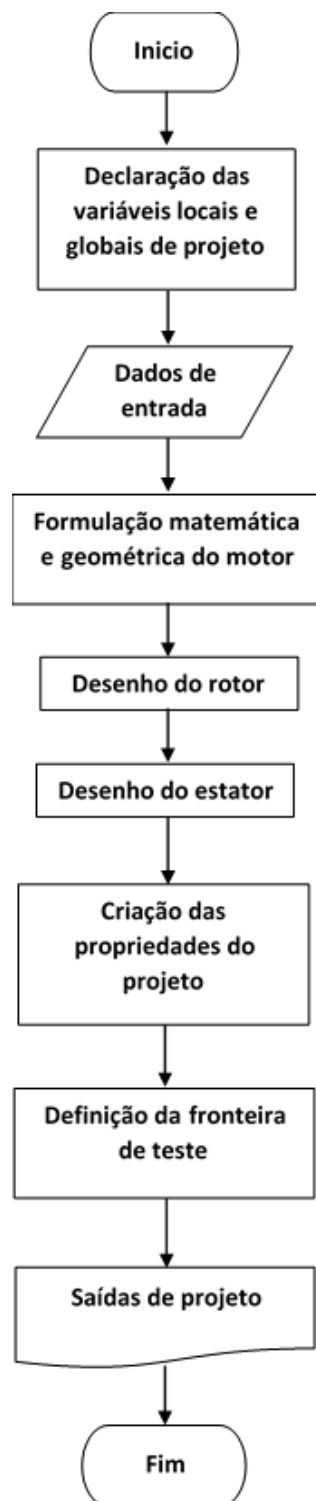 Inicio
Declaração das
variáveis locais e
globais de projeto
Dados de
entrada
Formulação matemática
e geométrica do motor
Desenho do rotor
Desenho do estator
Criação das
propriedades do
projeto
Definição da fronteira
de teste
Saídas de projeto
Fim